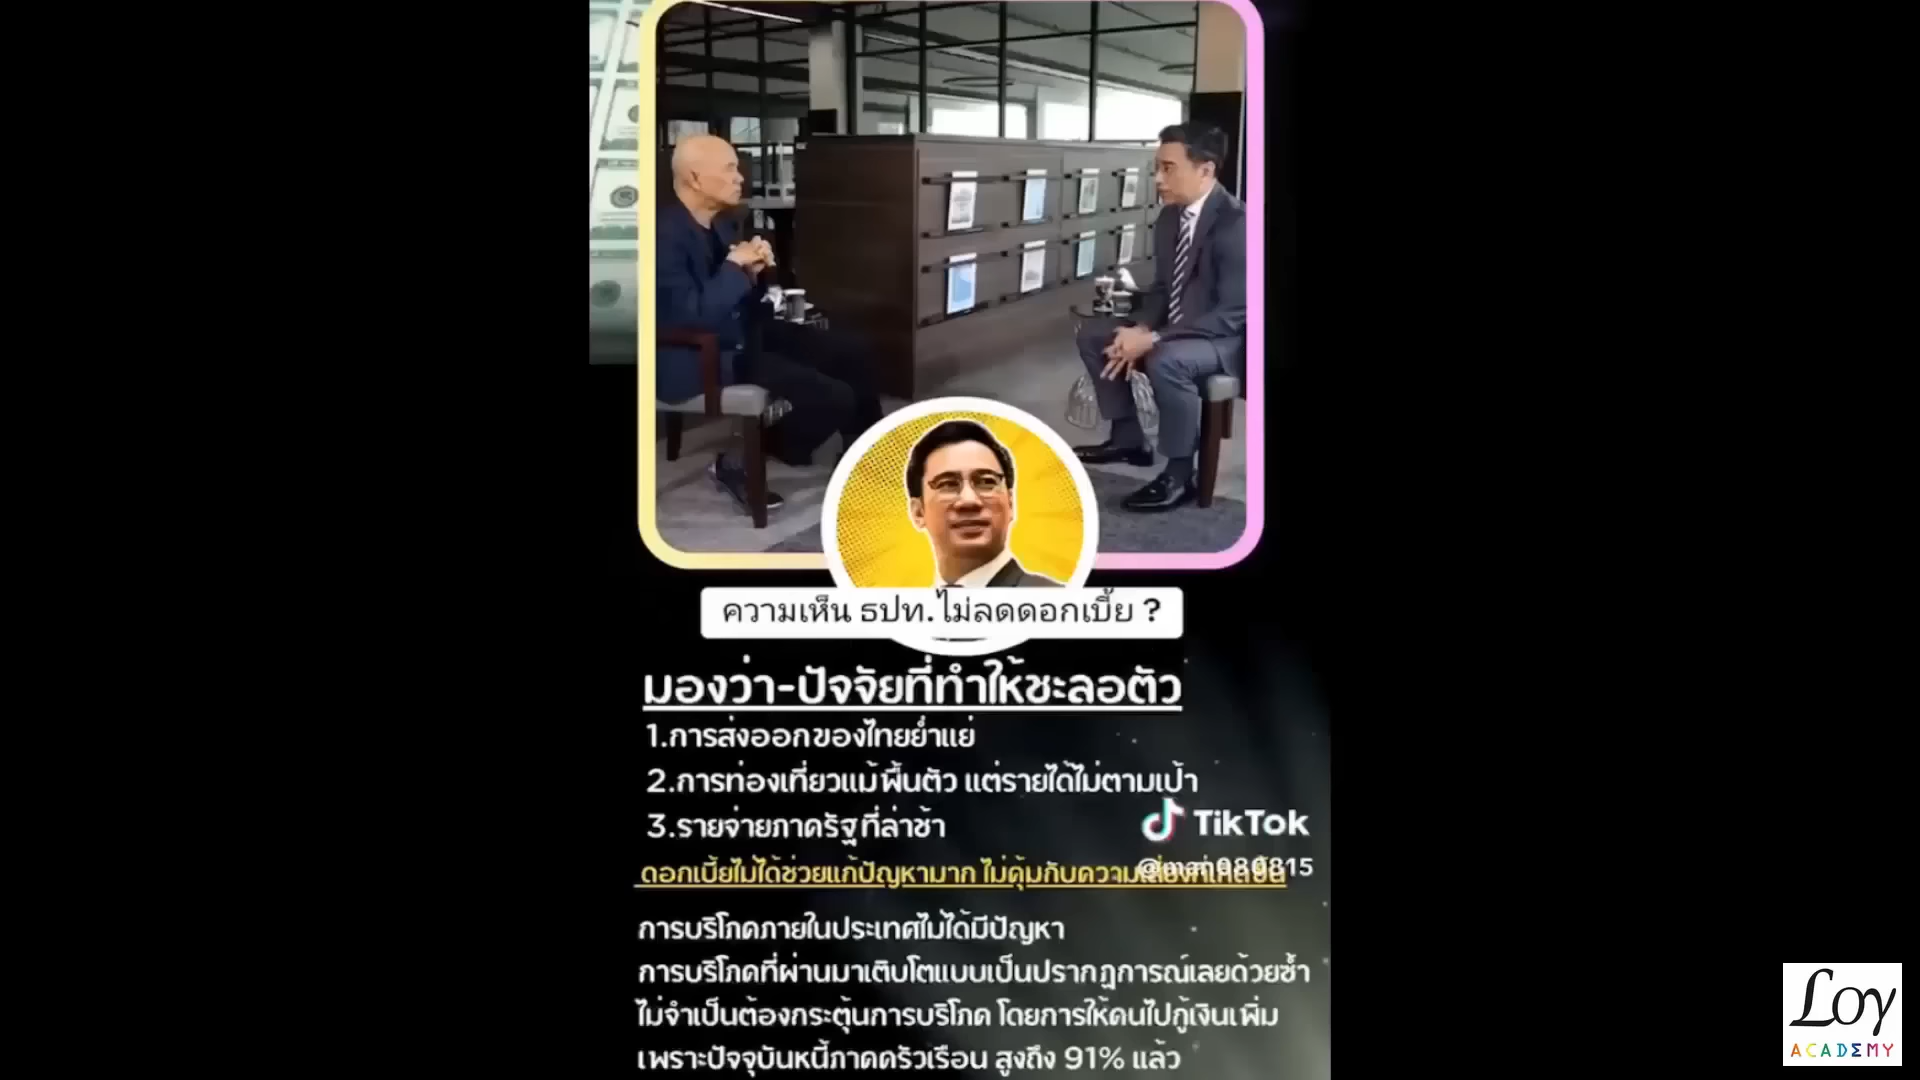 ความเห็น ธปท.ไม่ลดดอกเบี้ย ?
มองว่า-ปัจจัยที่ทำให้ชะลอตัว
1.การส่งออกของไทยย่ำแย่
2.การท่องเที่ยวแม้ฟื้นตัว แต่รายได้ไม่ตามเป้า
3.รายจ่ายภาครัฐที่ล่าช้า
TikTok
@man080815
ดอกเบี้ยไม่ได้ช่วยแก้ปัญหามาก ไม่คุ้มกับความ
การบริโภคภายในประเทศไม่ได้มีปัญหา
การบริโภคที่ผ่านมาเติบโตแบบเป็นปรากฏการณ์เลยด้วยซ้ำ
ไม่จำเป็นต้องกระตุ้นการบริโภค โดยการให้คนไปกู้เงินเพิ่ม
เพราะปัจจุบันหนี้ภาคครัวเรือน สูงถึง 91% แล้ว
Loy
ACADEMY